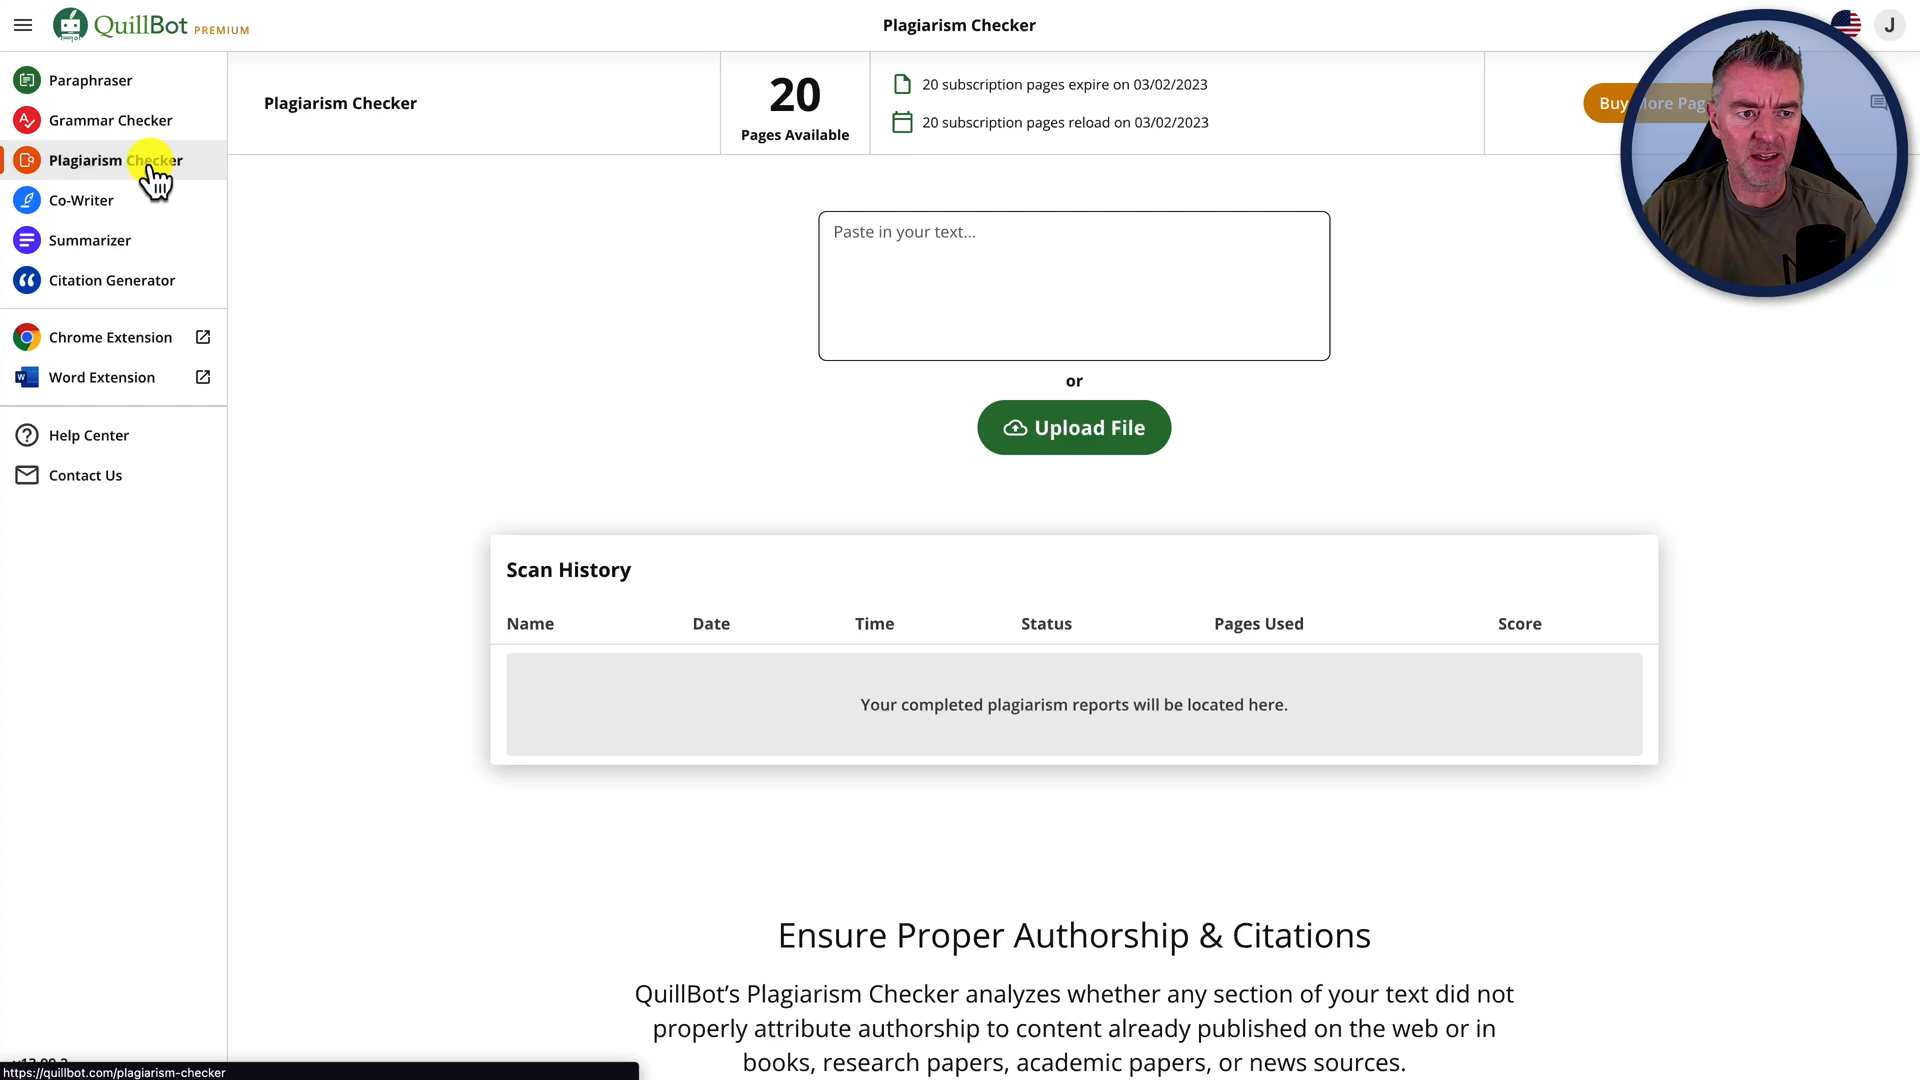 QuillBot PREMIUM
Plagiarism Checker
J
Paraphraser
Grammar Checker
Plagiarism Checker
Co-Writer
Summarizer
Citation Generator
Chrome Extension
Word Extension
Help Center
Contact Us
Plagiarism Checker
20
Pages Available
20 subscription pages expire on 03/02/2023
20 subscription pages reload on 03/02/2023
Buy More Pag
Paste in your text...
or
Upload File
Scan History
Name Date Time Status Pages Used Score
Your completed plagiarism reports will be located here.
Ensure Proper Authorship & Citations
QuillBot’s Plagiarism Checker analyzes whether any section of your text did not
properly attribute authorship to content already published on the web or in
books, research papers, academic papers, or news sources.
https://quillbot.com/plagiarism-checker